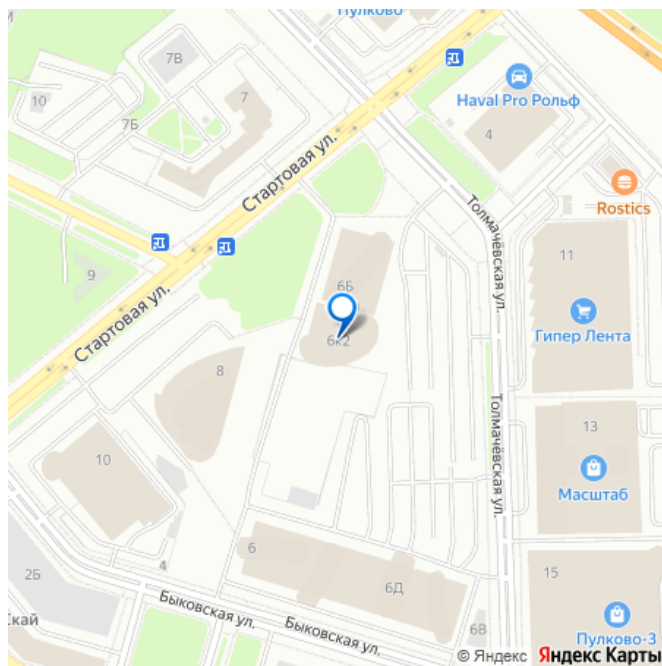 Пулково
7В
10
7
7Б
Haval Pro Рольф
4
Стартовая ул.
Rostics
Толмачёвская ул.
9
11
6Б
6к2
Гипер Лента
Стартовая ул.
8
Толмачёвская ул.
13
10
Масштаб
6
4
2Б
15
6Д
Быковская ул.
Быковская ул.
6В
Скай
Пулково-3
© Яндекс Яндекс Карты